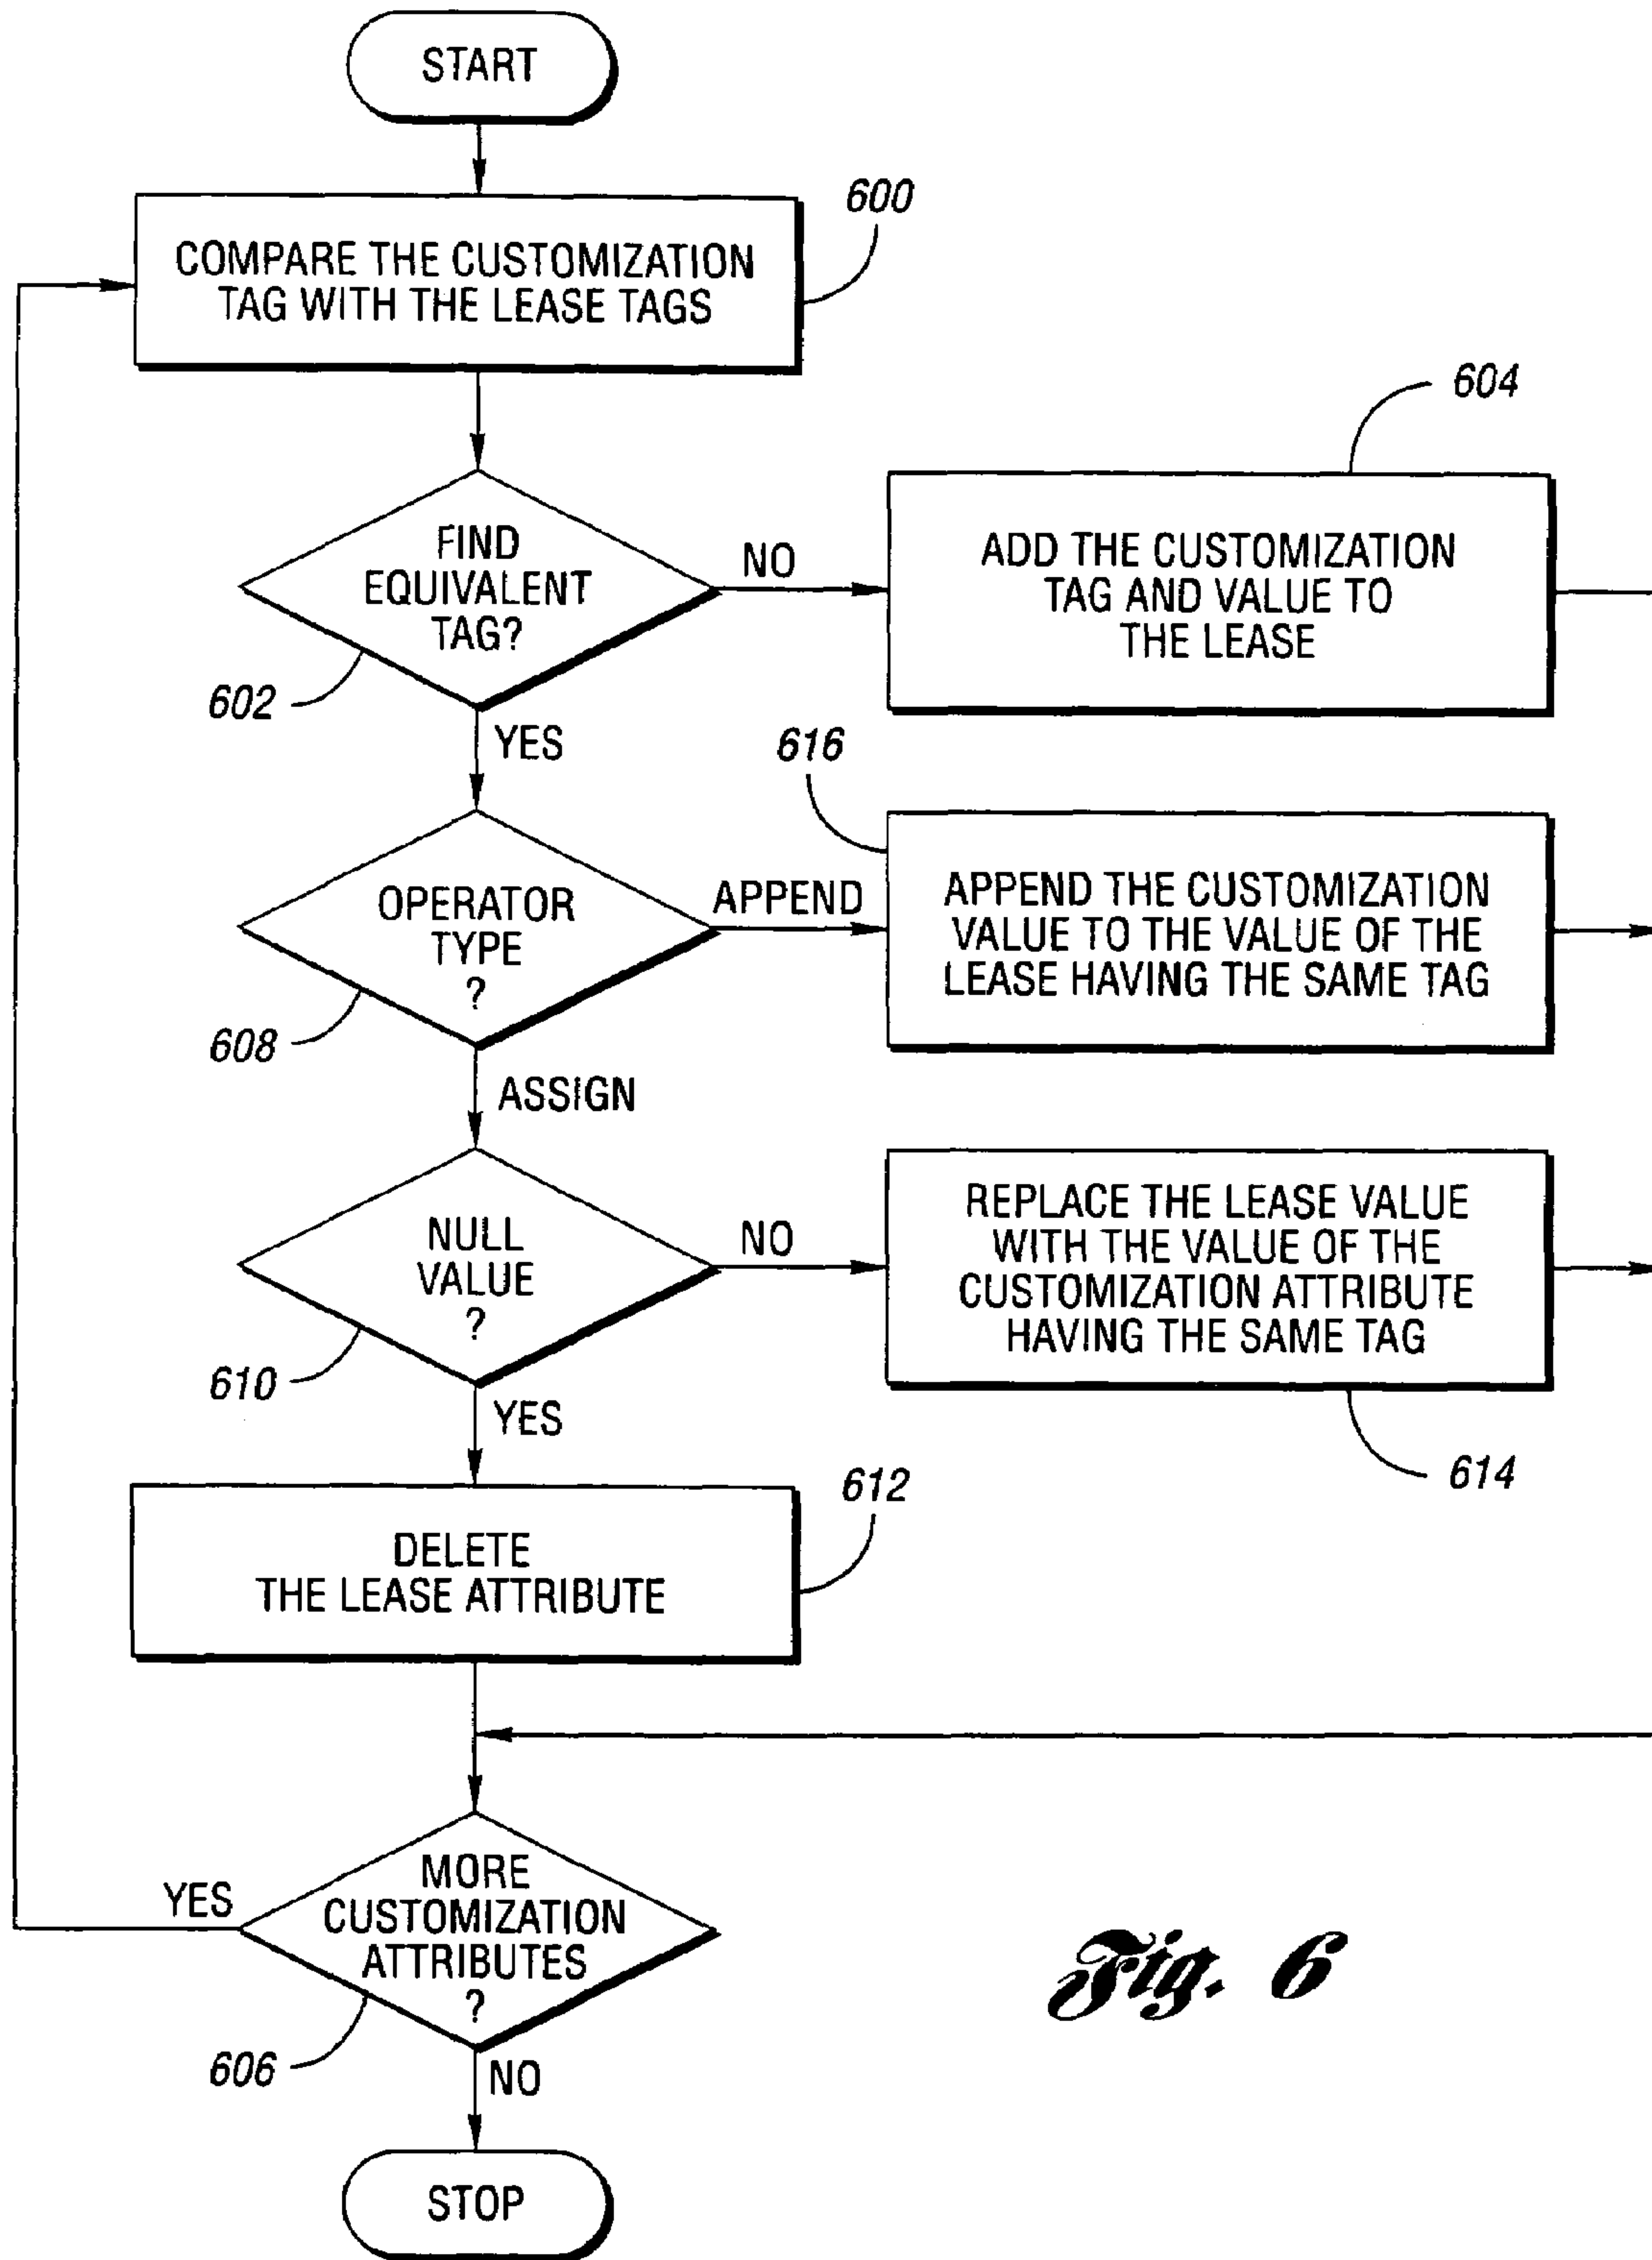 START
600
COMPARE THE CUSTOMIZATION
TAG WITH THE LEASE TAGS
604
FIND
EQUIVALENT
TAG?
NO
ADD THE CUSTOMIZATION
TAG AND VALUE TO
THE LEASE
602
YES
616
OPERATOR
TYPE
?
APPEND
APPEND THE CUSTOMIZATION
VALUE TO THE VALUE OF THE
LEASE HAVING THE SAME TAG
608
ASSIGN
NULL
VALUE
?
NO
REPLACE THE LEASE VALUE
WITH THE VALUE OF THE
CUSTOMIZATION ATTRIBUTE
HAVING THE SAME TAG
610
YES
614
612
DELETE
THE LEASE ATTRIBUTE
YES
MORE
CUSTOMIZATION
ATTRIBUTES
?
606
NO
STOP
Fig. 6